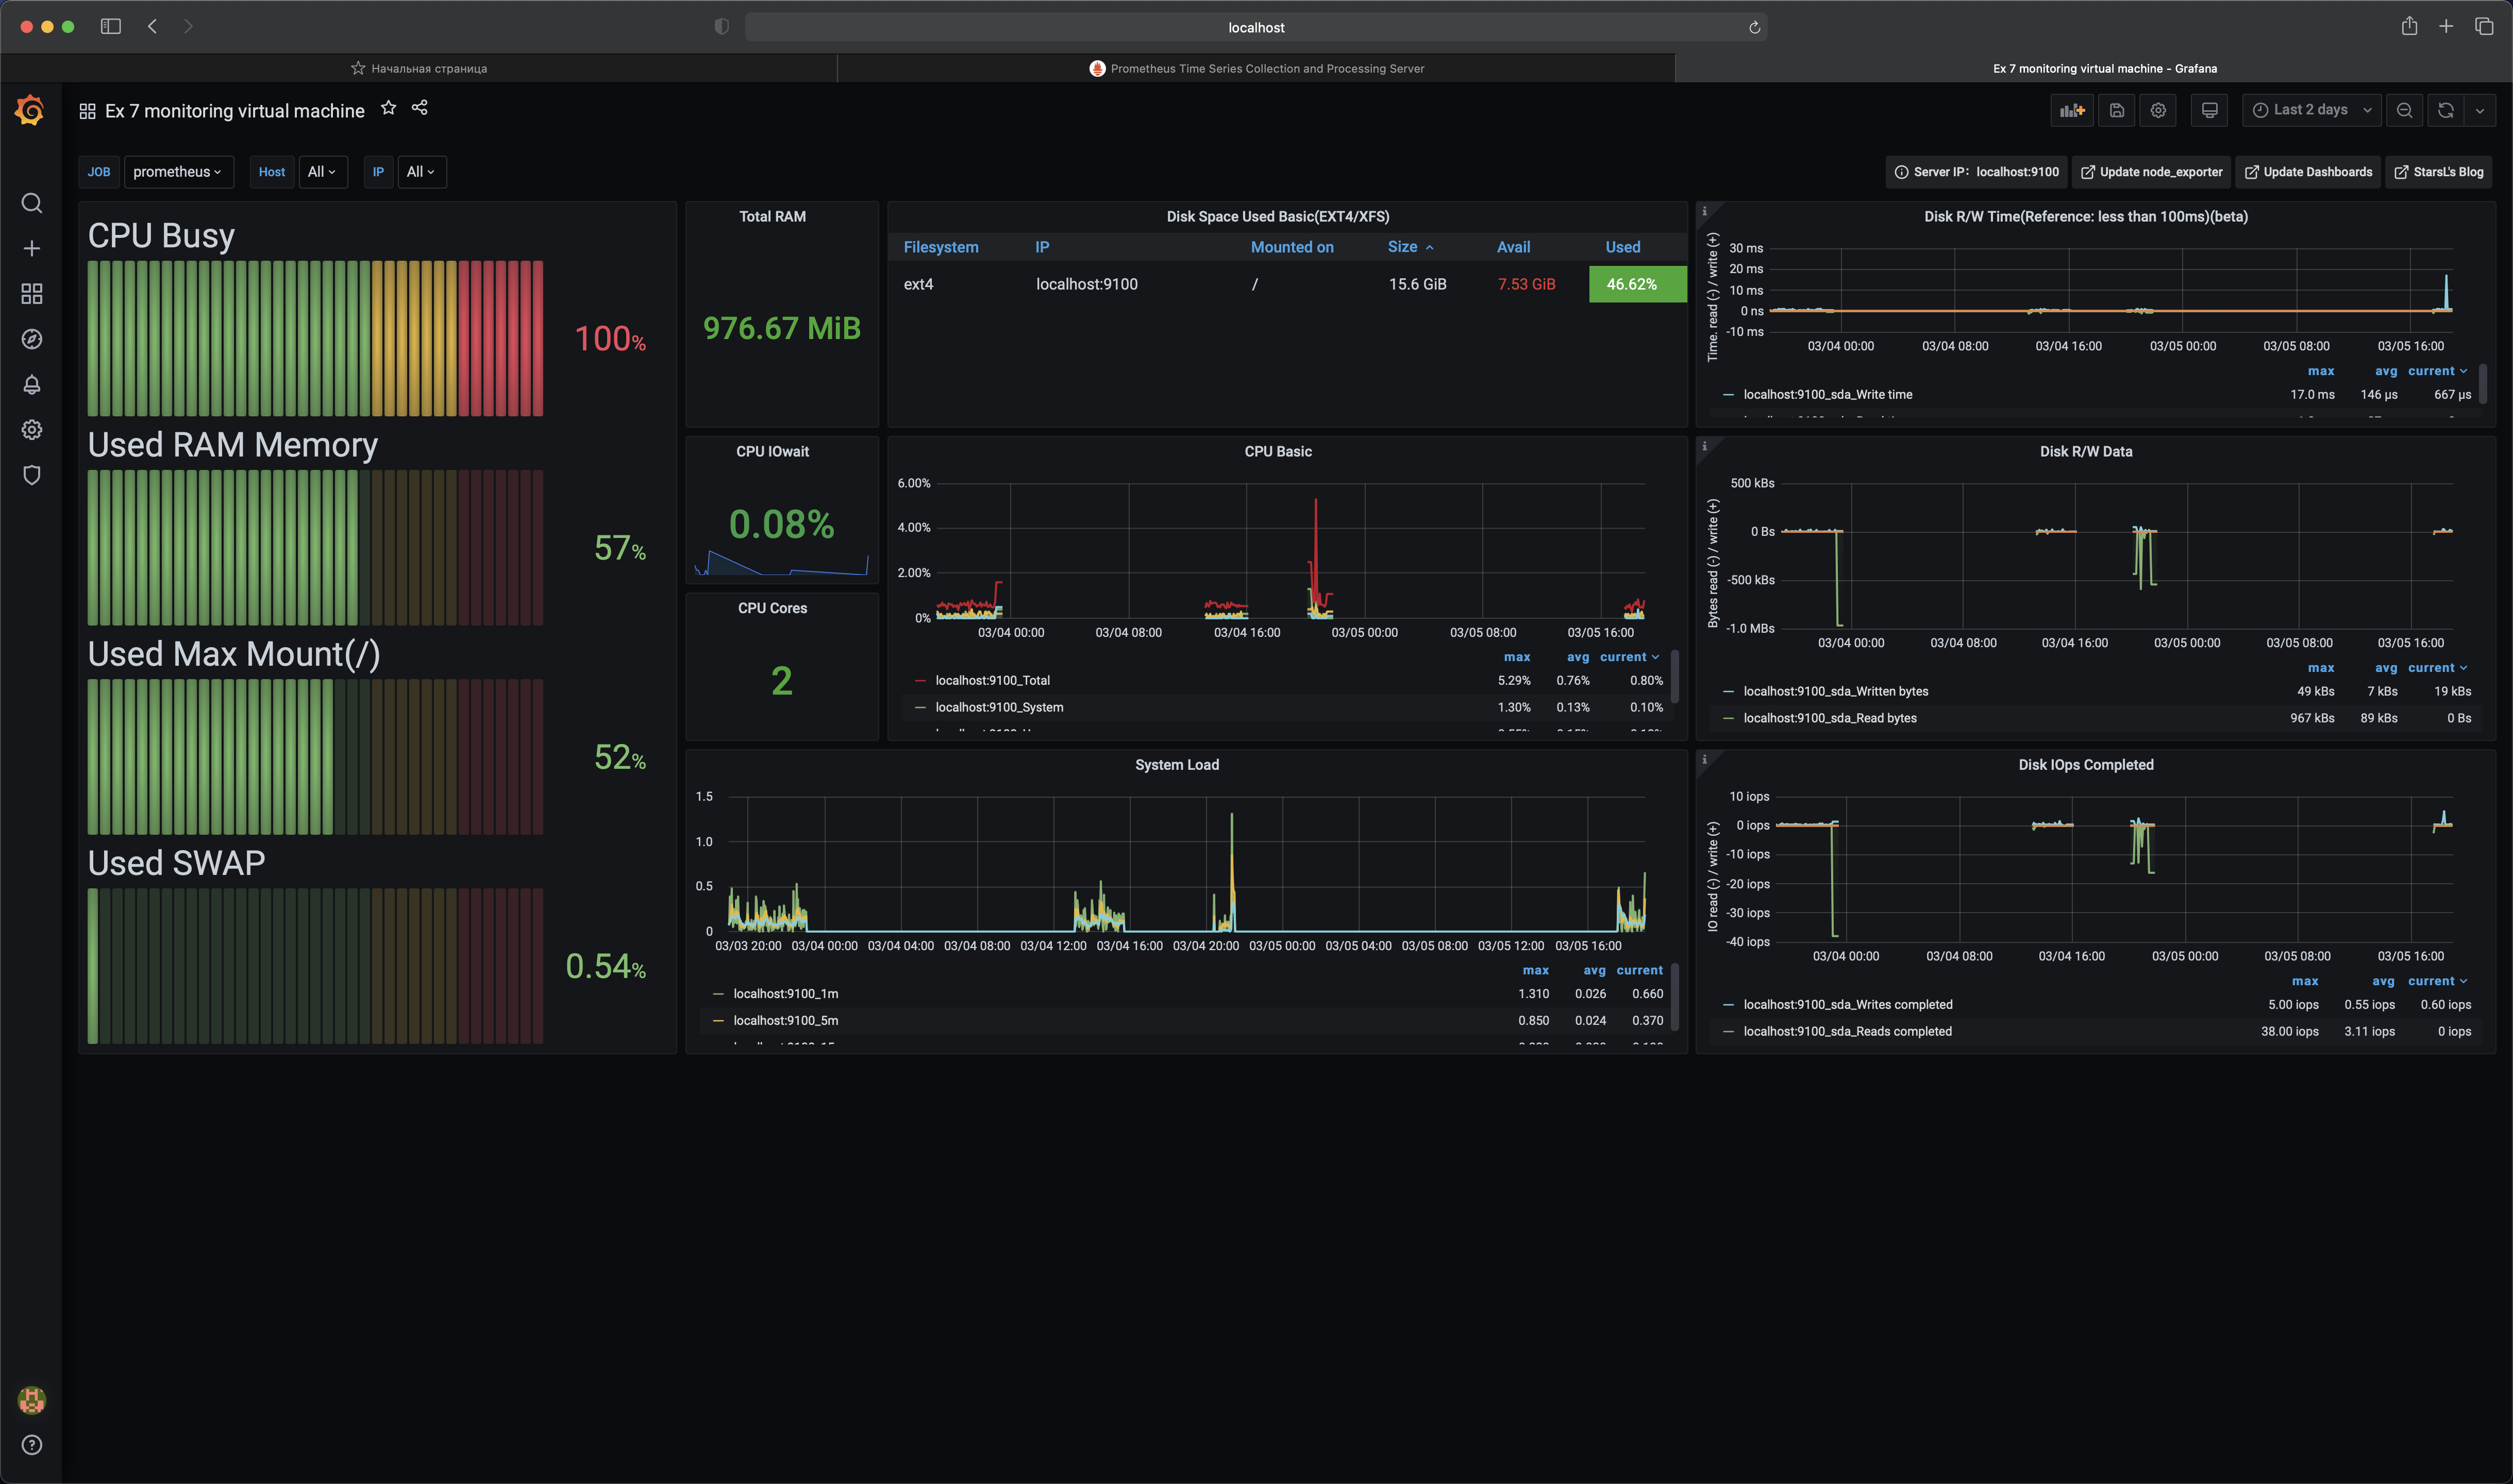 localhost
Начальная страница
Prometheus Time Series Collection and Processing Server
Ex 7 monitoring virtual machine - Grafana
Ex 7 monitoring virtual machine
Last 2 days
JOB prometheus Host All IP All
Server IP: localhost:9100 Update node_exporter Update Dashboards StarsL's Blog
CPU Busy
100%
Used RAM Memory
57%
Used Max Mount(/)
52%
Used SWAP
0.54%
Total RAM
976.67 MiB
CPU IOwait
0.08%
CPU Cores
2
Disk Space Used Basic(EXT4/XFS)
Filesystem IP Mounted on Size Avail Used
ext4 localhost:9100 / 15.6 GiB 7.53 GiB 46.62%
CPU Basic
6.00%
4.00%
2.00%
0%
03/04 00:00 03/04 08:00 03/04 16:00 03/05 00:00 03/05 08:00 03/05 16:00
max avg current
localhost:9100_Total 5.29% 0.76% 0.80%
localhost:9100_System 1.30% 0.13% 0.10%
System Load
1.5
1.0
0.5
0
03/03 20:00 03/04 00:00 03/04 04:00 03/04 08:00 03/04 12:00 03/04 16:00 03/04 20:00 03/05 00:00 03/05 04:00 03/05 08:00 03/05 12:00 03/05 16:00
max avg current
localhost:9100_1m 1.310 0.026 0.660
localhost:9100_5m 0.850 0.024 0.370
Disk R/W Time(Reference: less than 100ms)(beta)
Time. read (-) / write (+)
30 ms
20 ms
10 ms
0 ns
-10 ms
03/04 00:00 03/04 08:00 03/04 16:00 03/05 00:00 03/05 08:00 03/05 16:00
max avg current
localhost:9100_sda_Write time 17.0 ms 146 µs 667 µs
Disk R/W Data
Bytes read (-) / write (+)
500 kBs
0 Bs
-500 kBs
-1.0 MBs
03/04 00:00 03/04 08:00 03/04 16:00 03/05 00:00 03/05 08:00 03/05 16:00
max avg current
localhost:9100_sda_Written bytes 49 kBs 7 kBs 19 kBs
localhost:9100_sda_Read bytes 967 kBs 89 kBs 0 Bs
Disk IOps Completed
IO read (-) / write (+)
10 iops
0 iops
-10 iops
-20 iops
-30 iops
-40 iops
03/04 00:00 03/04 08:00 03/04 16:00 03/05 00:00 03/05 08:00 03/05 16:00
max avg current
localhost:9100_sda_Writes completed 5.00 iops 0.55 iops 0.60 iops
localhost:9100_sda_Reads completed 38.00 iops 3.11 iops 0 iops